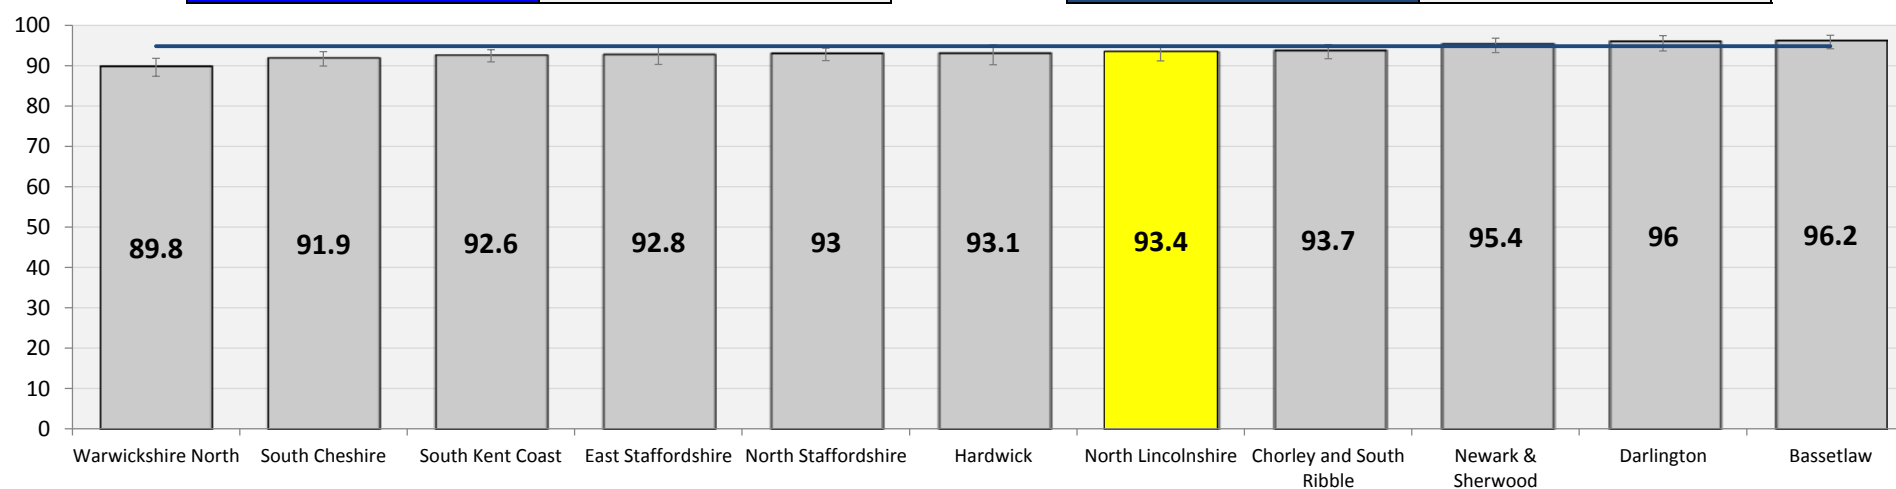 100
90
80
70
60
50
40
30
20
10
0
89.8
91.9
92.6
92.8
93
93.1
93.4
93.7
95.4
96
96.2
Warwickshire North
South Cheshire
South Kent Coast
East Staffordshire
North Staffordshire
Hardwick
North Lincolnshire
Chorley and South
Ribble
Newark &
Sherwood
Darlington
Bassetlaw